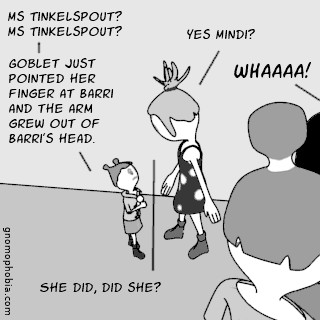 MS TINKELSPOUT?
MS TINKELSPOUT?
GOBLET JUST
POINTED HER
FINGER AT BARRI
AND THE ARM
GREW OUT OF
BARRI'S HEAD.
YES MINDI?
WHAAAA!
SHE DID, DID SHE?
gnomophobia.com